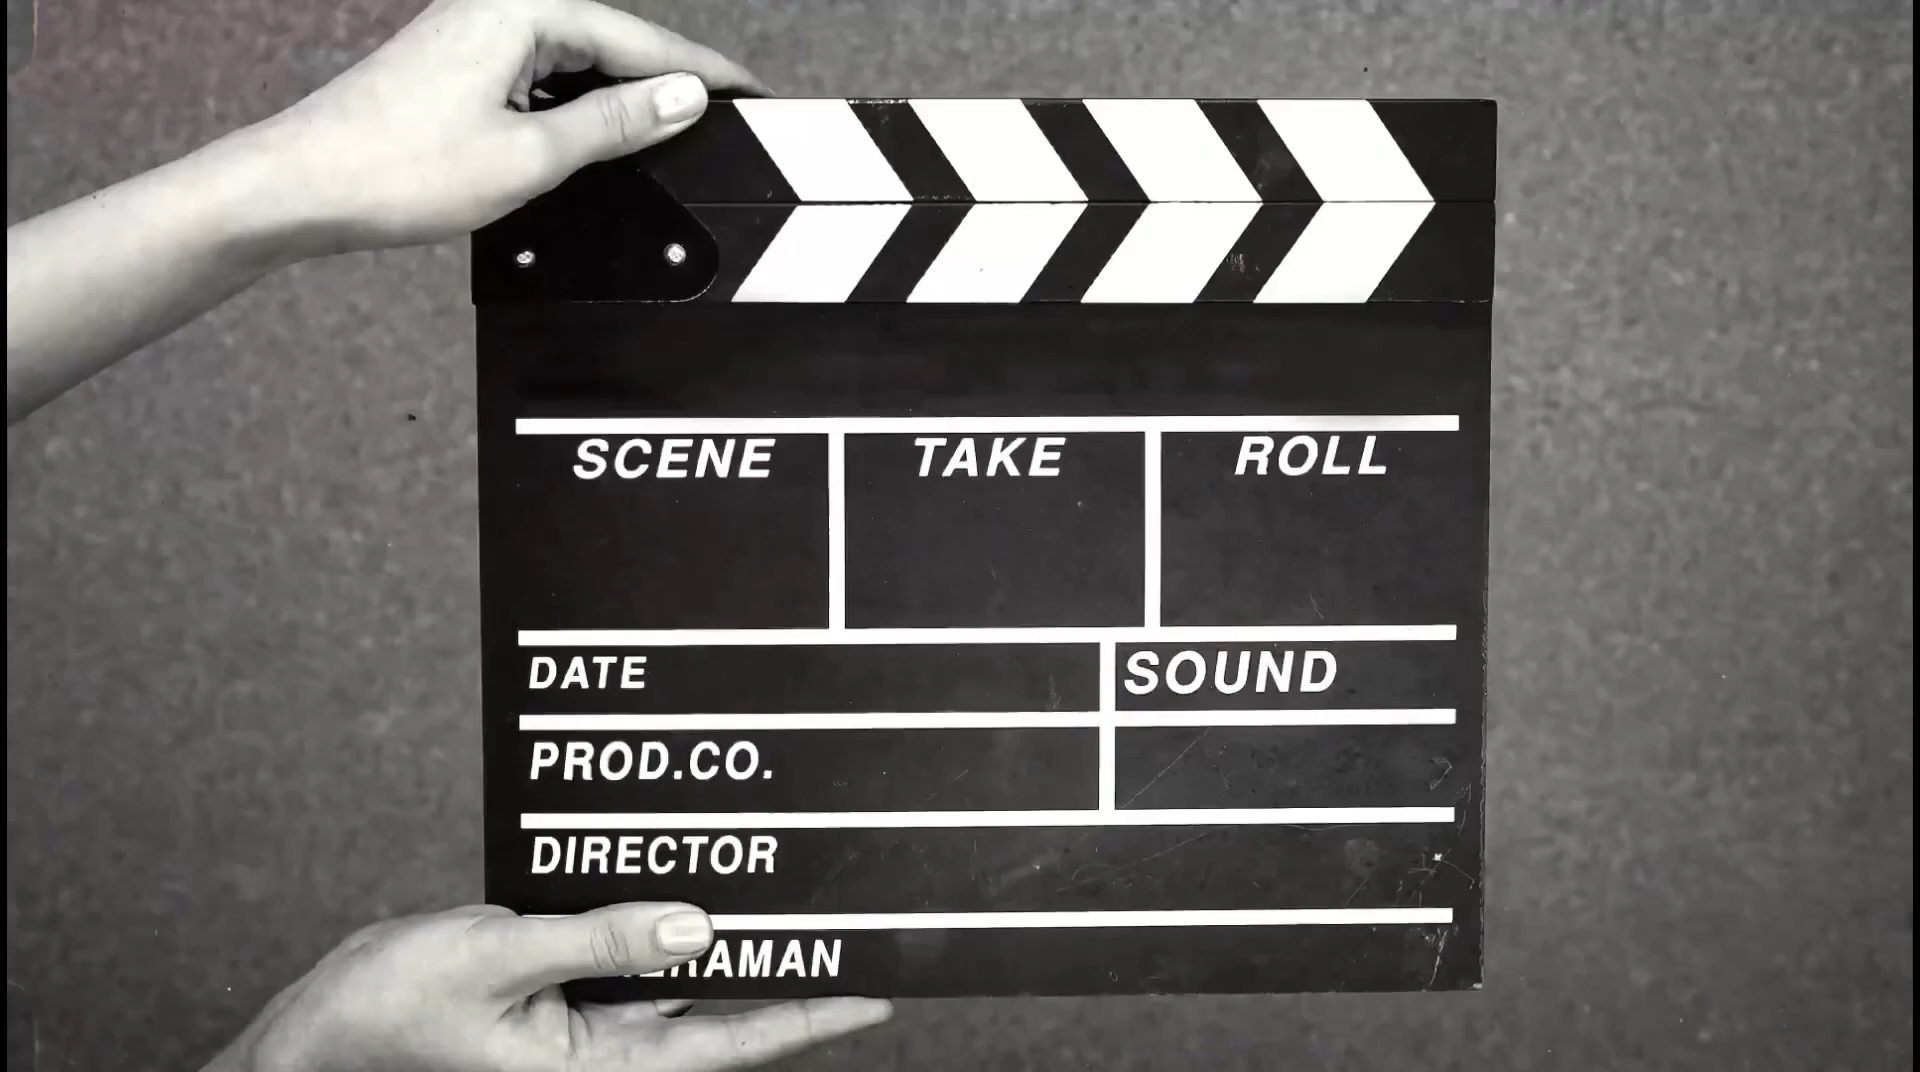 SCENE TAKE ROLL
DATE SOUND
PROD.CO.
DIRECTOR